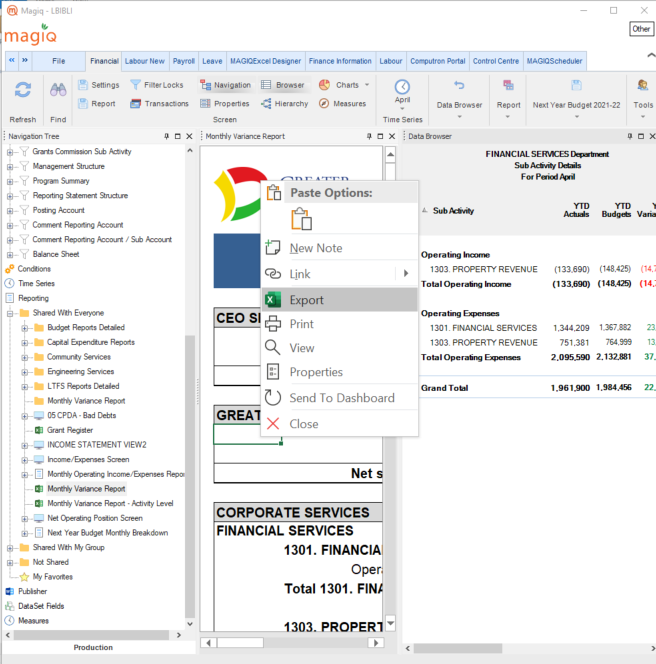 Magiq - LBIBLI
magiq
Other
File Financial Labour New Payroll Leave MAGIQExcel Designer Finance Information Labour Computron Portal Control Centre MAGIQScheduler
Refresh
Find
Settings
Report
Filter Locks
Transactions
Navigation
Properties
Browser
Hierarchy
Charts
Measures
Screen
April
Time Series
Data Browser
Report
Next Year Budget 2021-22
Tools
Navigation Tree
Grants Commission Sub Activity
Management Structure
Program Summary
Reporting Statement Structure
Posting Account
Comment Reporting Account
Comment Reporting Account / Sub Account
Balance Sheet
Conditions
Time Series
Reporting
Shared With Everyone
Budget Reports Detailed
Capital Expenditure Reports
Community Services
Engineering Services
LTFS Reports Detailed
Monthly Variance Report
05 CPDA - Bad Debts
Grant Register
INCOME STATEMENT VIEW2
Income/Expenses Screen
Monthly Operating Income/Expenses Repor
Monthly Variance Report
Monthly Variance Report - Activity Level
Net Operating Position Screen
Next Year Budget Monthly Breakdown
Shared With My Group
Not Shared
My Favorites
Publisher
DataSet Fields
Measures
Production
Monthly Variance Report
GREATER
CEO S
GREAT
Net s
CORPORATE SERVICES
FINANCIAL SERVICES
1301. FINANCIA
Oper
Total 1301. FINA
1303. PROPERT
Paste Options:
New Note
Link
Export
Print
View
Properties
Send To Dashboard
Close
Data Browser
FINANCIAL SERVICES Department
Sub Activity Details
For Period April
Sub Activity YTD Actuals YTD Budgets Y Varia
Operating Income
1303. PROPERTY REVENUE (133,690) (148,425) (14,7
Total Operating Income (133,690) (148,425) (14,
Operating Expenses
1301. FINANCIAL SERVICES 1,344,209 1,367,882 23,
1303. PROPERTY REVENUE 751,381 764,999 13,
Total Operating Expenses 2,095,590 2,132,881 37,
Grand Total 1,961,900 1,984,456 22,